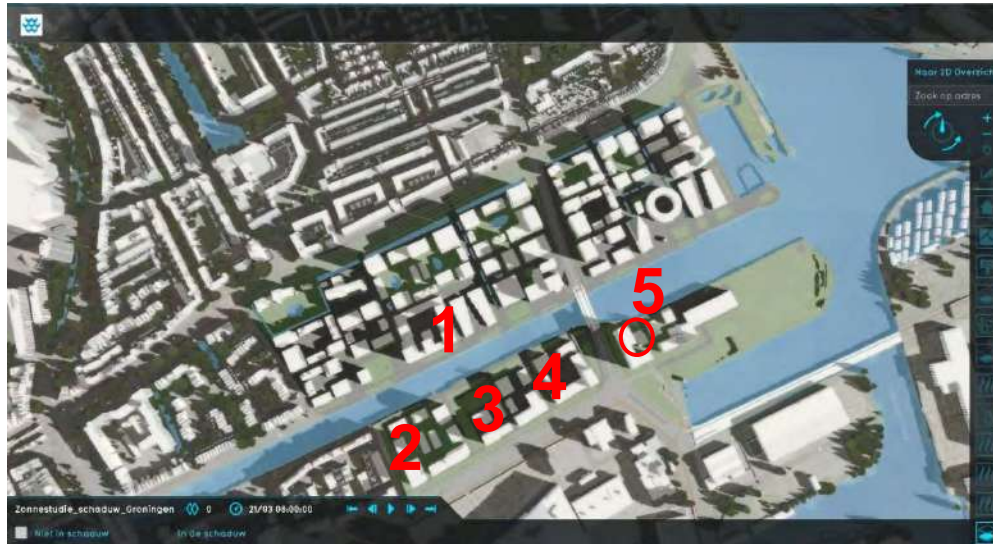 Naar 2D Overzicht
Zoek op adres
5
1
4
3
2
Zonnestudie_schaduw_Groningen 0 21/03 08:00:00
Niet in schaduw In de schaduw